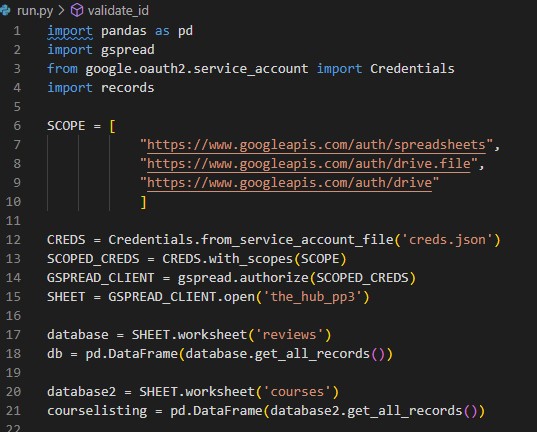 run.py > validate_id
1 import pandas as pd
2 import gspread
3 from google.oauth2.service_account import Credentials
4 import records
5
6 SCOPE = [
7 "https://www.googleapis.com/auth/spreadsheets",
8 "https://www.googleapis.com/auth/drive.file",
9 "https://www.googleapis.com/auth/drive"
10 ]
11
12 CREDS = Credentials.from_service_account_file('creds.json')
13 SCOPED_CREDS = CREDS.with_scopes(SCOPE)
14 GSPREAD_CLIENT = gspread.authorize(SCOPED_CREDS)
15 SHEET = GSPREAD_CLIENT.open('the_hub_pp3')
16
17 database = SHEET.worksheet('reviews')
18 db = pd.DataFrame(database.get_all_records())
19
20 database2 = SHEET.worksheet('courses')
21 courselisting = pd.DataFrame(database2.get_all_records())
22